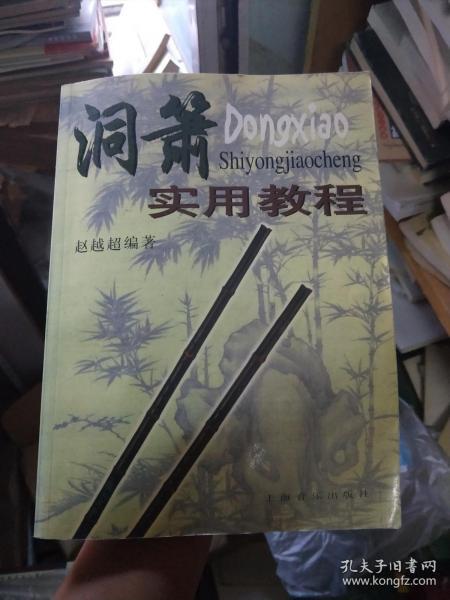 洞箫 Dongxiao
Shiyongjiaocheng
实用教程
赵越超编著
上海音乐出版社
孔夫子旧书网
www.kongfz.com